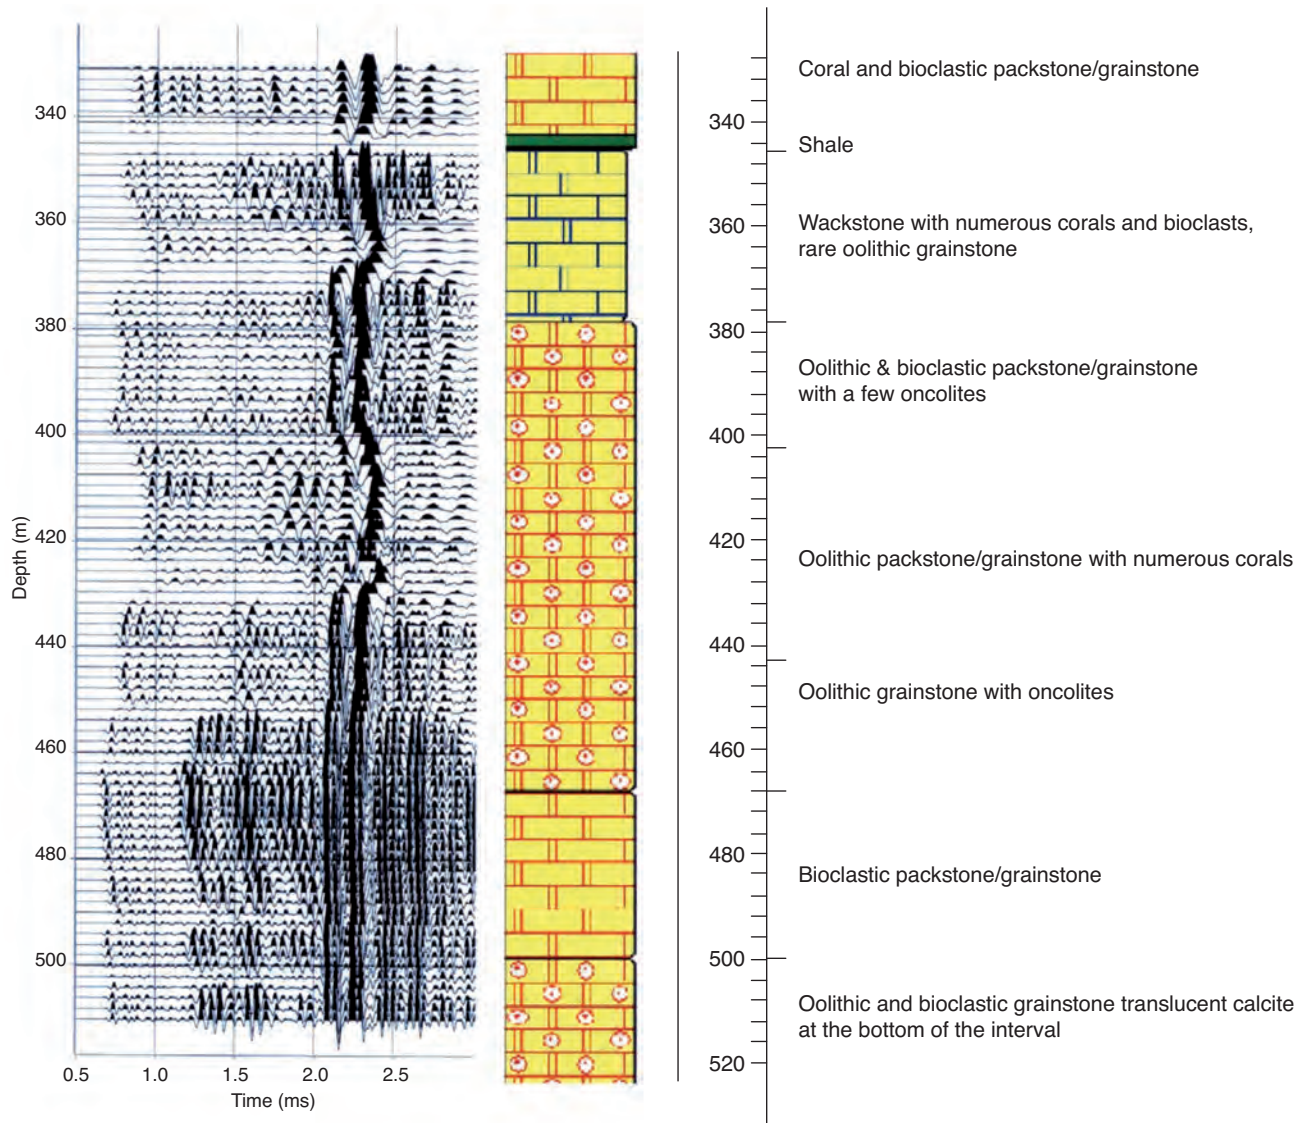 Depth (m)
340
360
380
400
420
440
460
480
500
0.5 1.0 1.5 2.0 2.5
Time (ms)
340
360
380
400
420
440
460
480
500
520
Coral and bioclastic packstone/grainstone
Shale
Wackstone with numerous corals and bioclasts,
rare oolithic grainstone
Oolithic & bioclastic packstone/grainstone
with a few oncolites
Oolithic packstone/grainstone with numerous corals
Oolithic grainstone with oncolites
Bioclastic packstone/grainstone
Oolithic and bioclastic grainstone translucent calcite
at the bottom of the interval